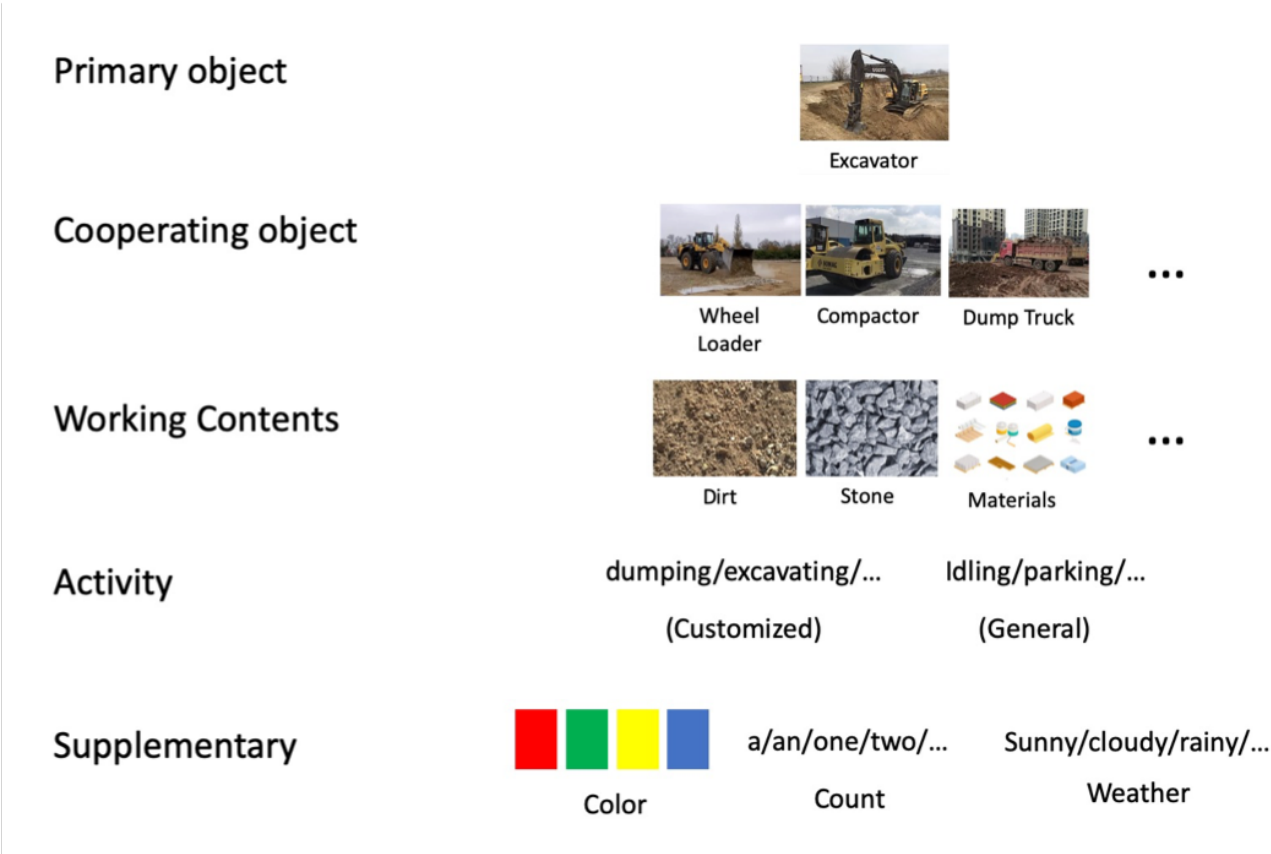 Primary object
Excavator
Cooperating object
Wheel
Loader
Compactor
Dump Truck
...
Working Contents
Dirt
Stone
Materials
...
Activity
dumping/excavating/...
Idling/parking/...
(Customized)
(General)
Supplementary
a/an/one/two/...
Sunny/cloudy/rainy/...
Color
Count
Weather